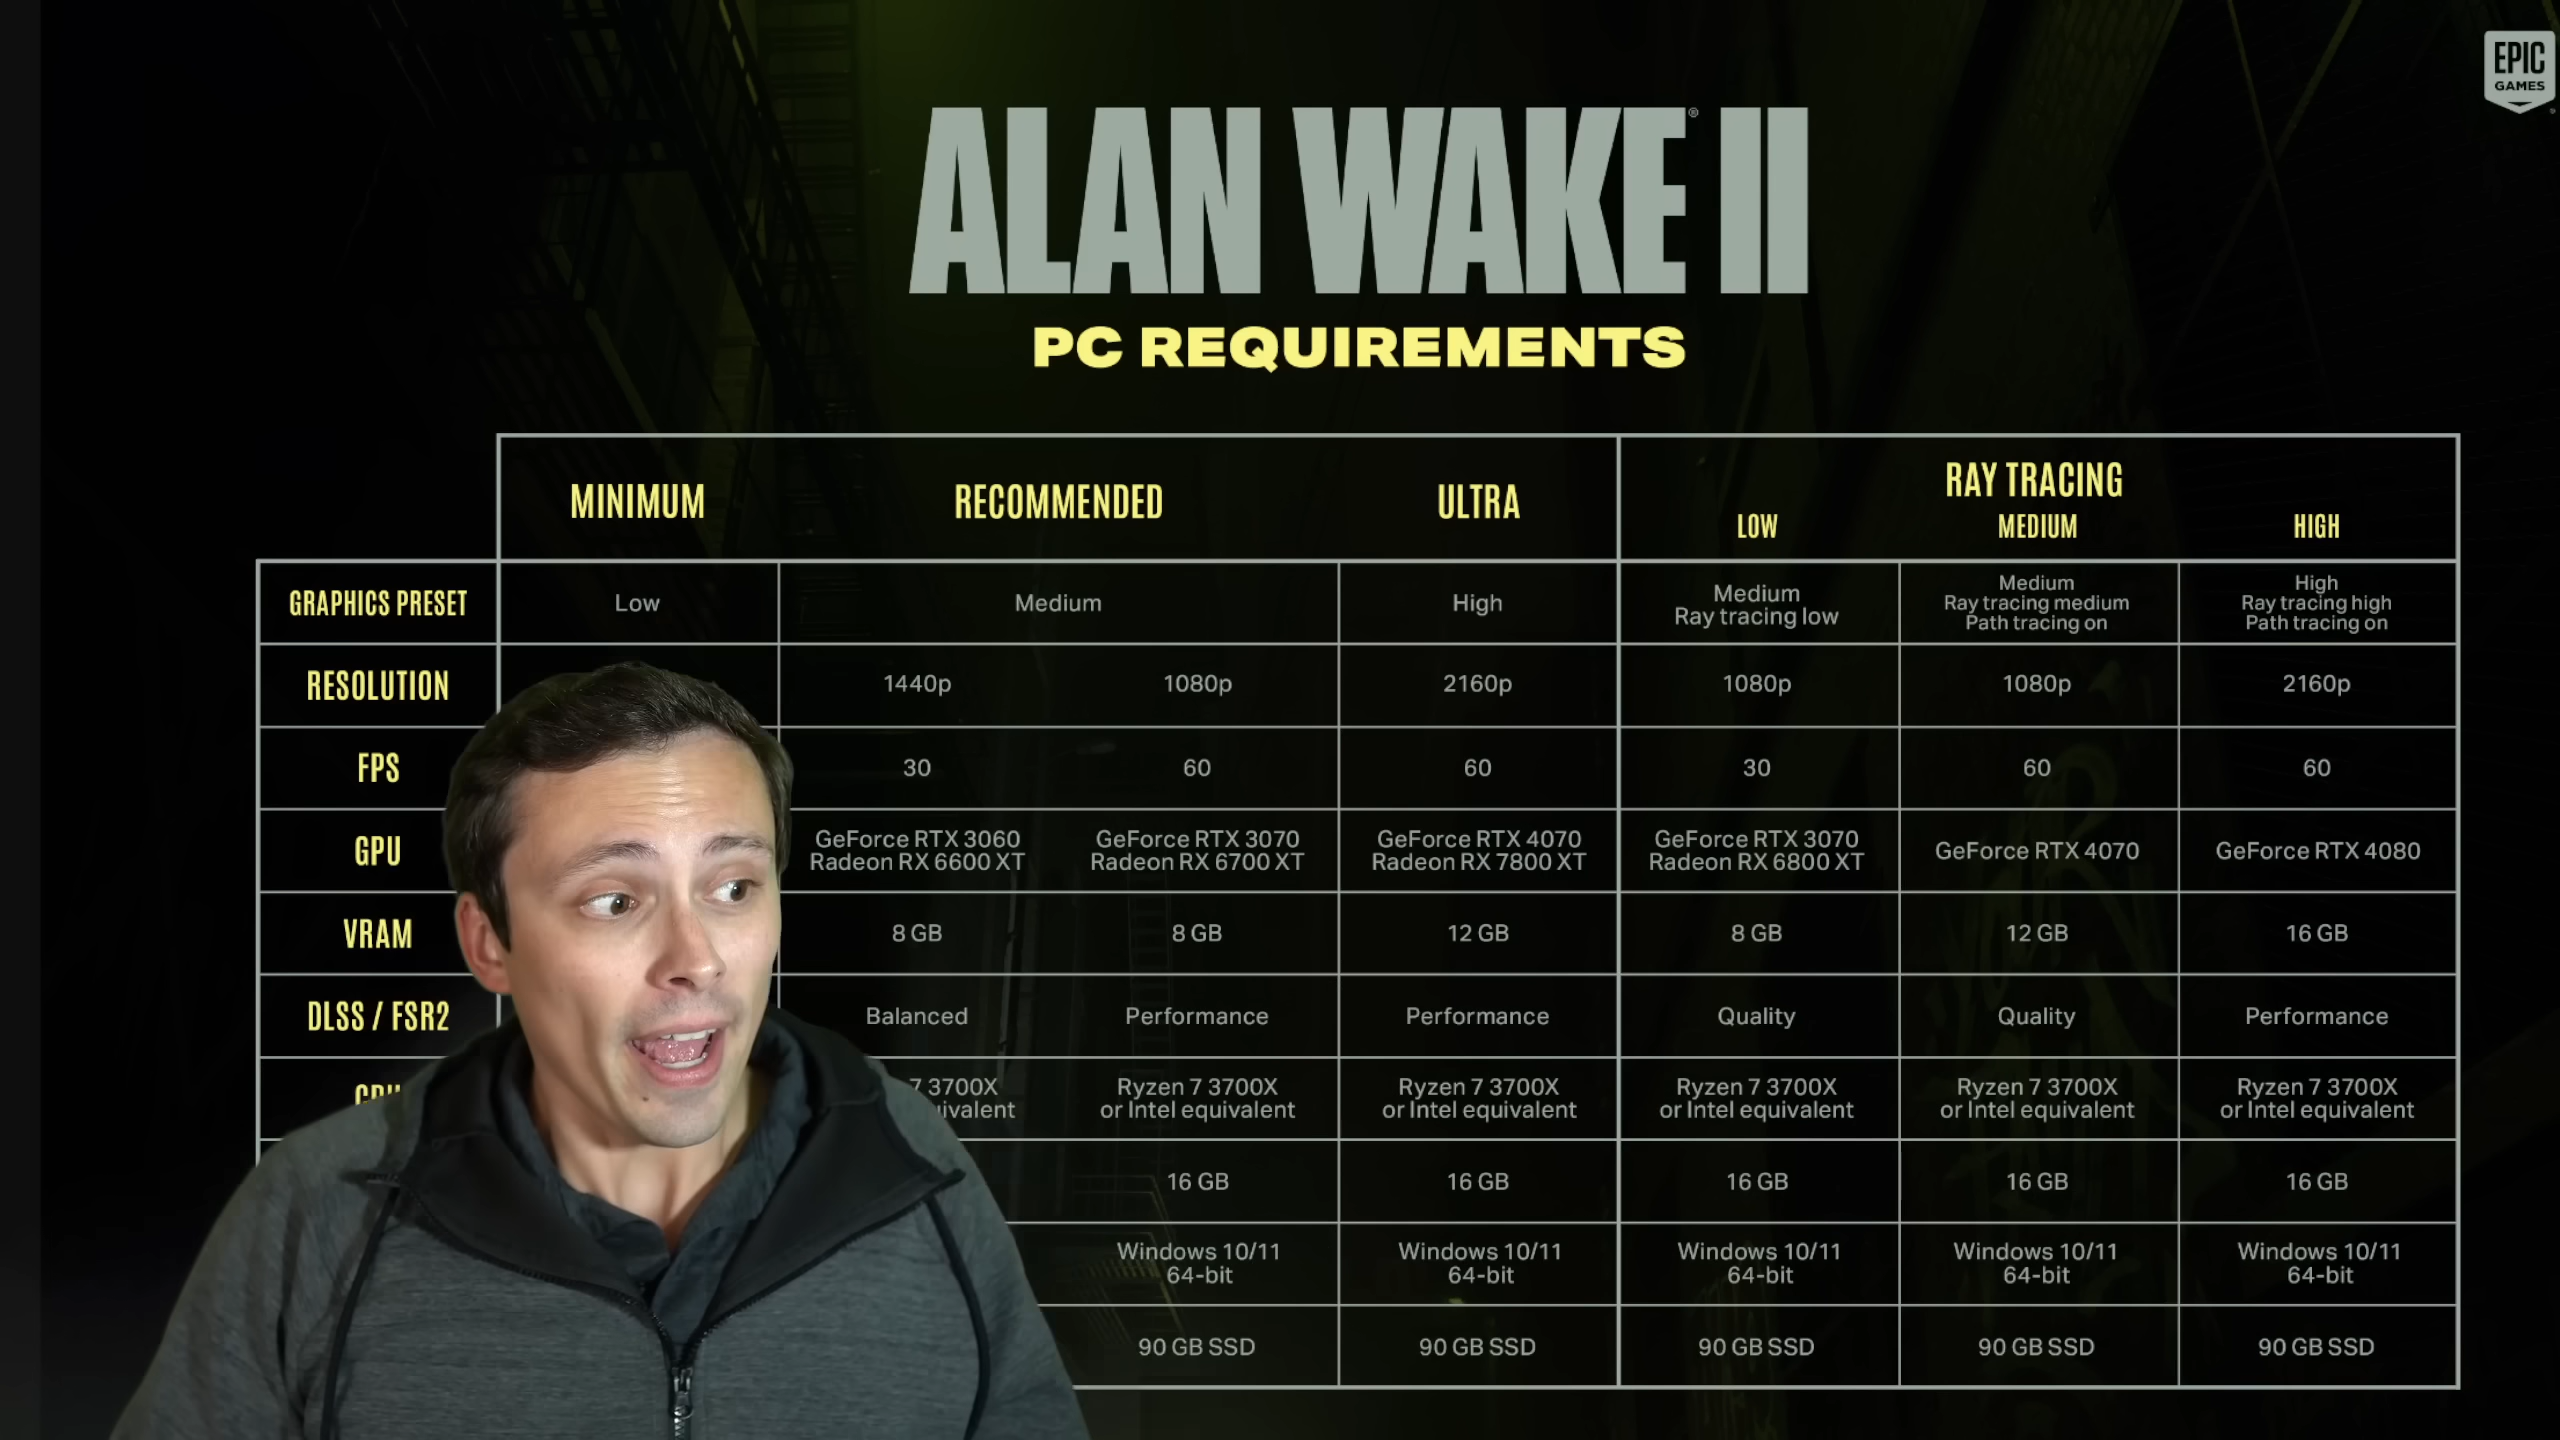 EPIC
GAMES
ALAN WAKE II
PC REQUIREMENTS
MINIMUM
RECOMMENDED
ULTRA
RAY TRACING
LOW
MEDIUM
HIGH
GRAPHICS PRESET
Low
Medium
High
Medium
Ray tracing low
Medium
Ray tracing medium
Path tracing on
High
Ray tracing high
Path tracing on
RESOLUTION
1440p
1080p
2160p
1080p
1080p
2160p
FPS
30
60
60
30
60
60
GPU
GeForce RTX 3060
Radeon RX 6600 XT
GeForce RTX 3070
Radeon RX 6700 XT
GeForce RTX 4070
Radeon RX 7800 XT
GeForce RTX 3070
Radeon RX 6800 XT
GeForce RTX 4070
GeForce RTX 4080
VRAM
8 GB
8 GB
12 GB
8 GB
12 GB
16 GB
DLSS / FSR2
Balanced
Performance
Performance
Quality
Quality
Performance
CPU
7 3700X
Ryzen 7 3700X
or Intel equivalent
Ryzen 7 3700X
or Intel equivalent
Ryzen 7 3700X
or Intel equivalent
Ryzen 7 3700X
or Intel equivalent
Ryzen 7 3700X
or Intel equivalent
16 GB
16 GB
16 GB
16 GB
16 GB
Windows 10/11
64-bit
Windows 10/11
64-bit
Windows 10/11
64-bit
Windows 10/11
64-bit
Windows 10/11
64-bit
90 GB SSD
90 GB SSD
90 GB SSD
90 GB SSD
90 GB SSD